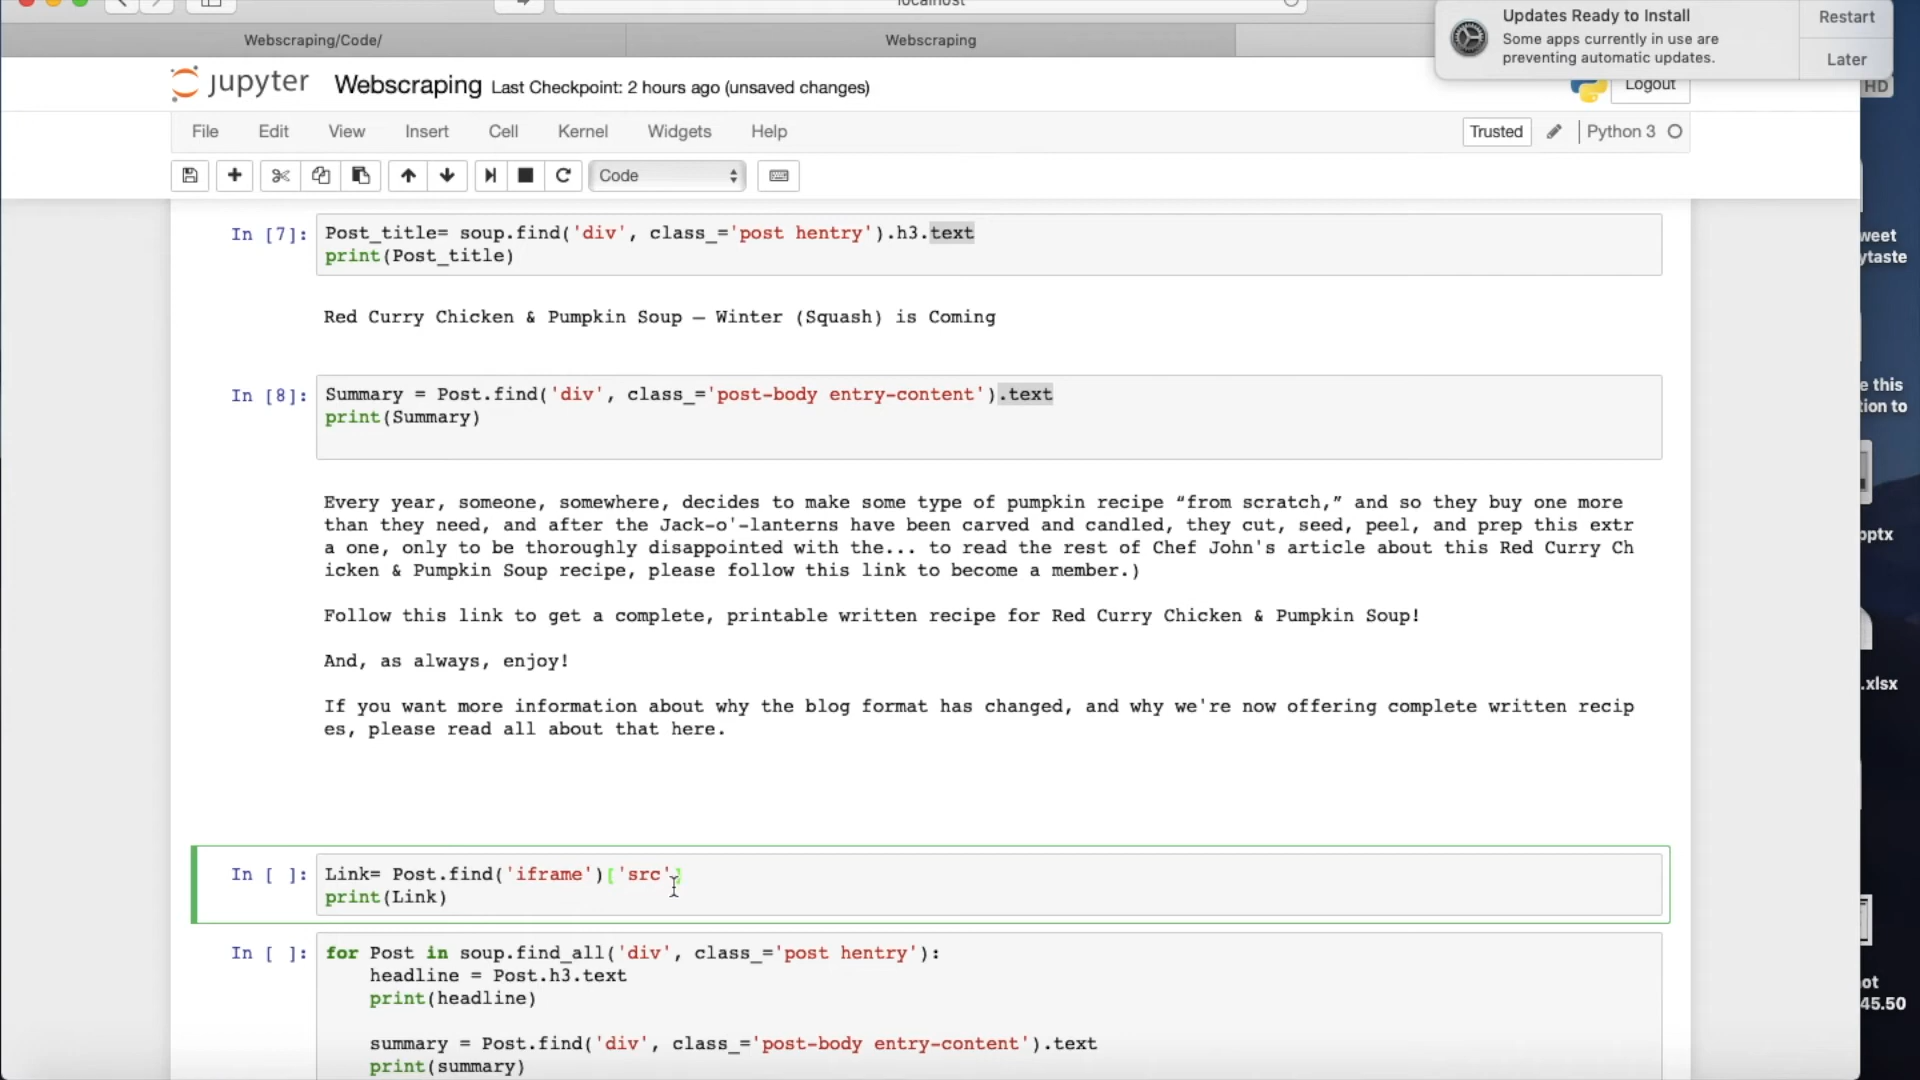 localhost
Updates Ready to Install
Some apps currently in use are
preventing automatic updates.
Restart
Later
Webscraping/Code/
Webscraping
HD
jupyter
Webscraping
Last Checkpoint: 2 hours ago (unsaved changes)
Logout
File Edit View Insert Cell Kernel Widgets Help
Trusted
Python 3
Code
In [7]:
Post_title= soup.find('div', class_='post hentry').h3.text
print(Post_title)
Red Curry Chicken & Pumpkin Soup – Winter (Squash) is Coming
In [8]:
Summary = Post.find('div', class_='post-body entry-content').text
print(Summary)
Every year, someone, somewhere, decides to make some type of pumpkin recipe “from scratch,” and so they buy one more
than they need, and after the Jack-o'-lanterns have been carved and candled, they cut, seed, peel, and prep this extr
a one, only to be thoroughly disappointed with the... to read the rest of Chef John's article about this Red Curry Ch
icken & Pumpkin Soup recipe, please follow this link to become a member.)
Follow this link to get a complete, printable written recipe for Red Curry Chicken & Pumpkin Soup!
And, as always, enjoy!
If you want more information about why the blog format has changed, and why we're now offering complete written recip
es, please read all about that here.
In [ ]:
Link= Post.find('iframe')['src']
print(Link)
In [ ]:
for Post in soup.find_all('div', class_='post hentry'):
headline = Post.h3.text
print(headline)
summary = Post.find('div', class_='post-body entry-content').text
print(summary)
weet
ytaste
e this
tion to
pptx
.xlsx
ot
45.50